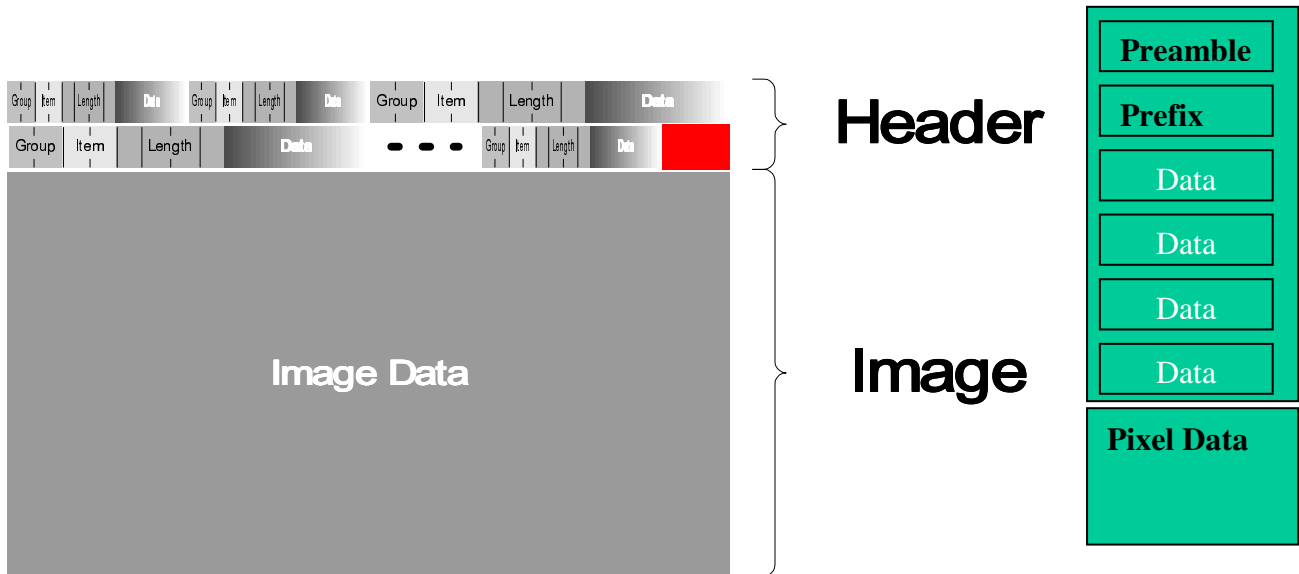 Group Item Length Data Group Item Length Data Group Item Length Data
Group Item Length Data Group Item Length Data
Image Data
Header
Image
Preamble
Prefix
Data
Data
Data
Data
Pixel Data